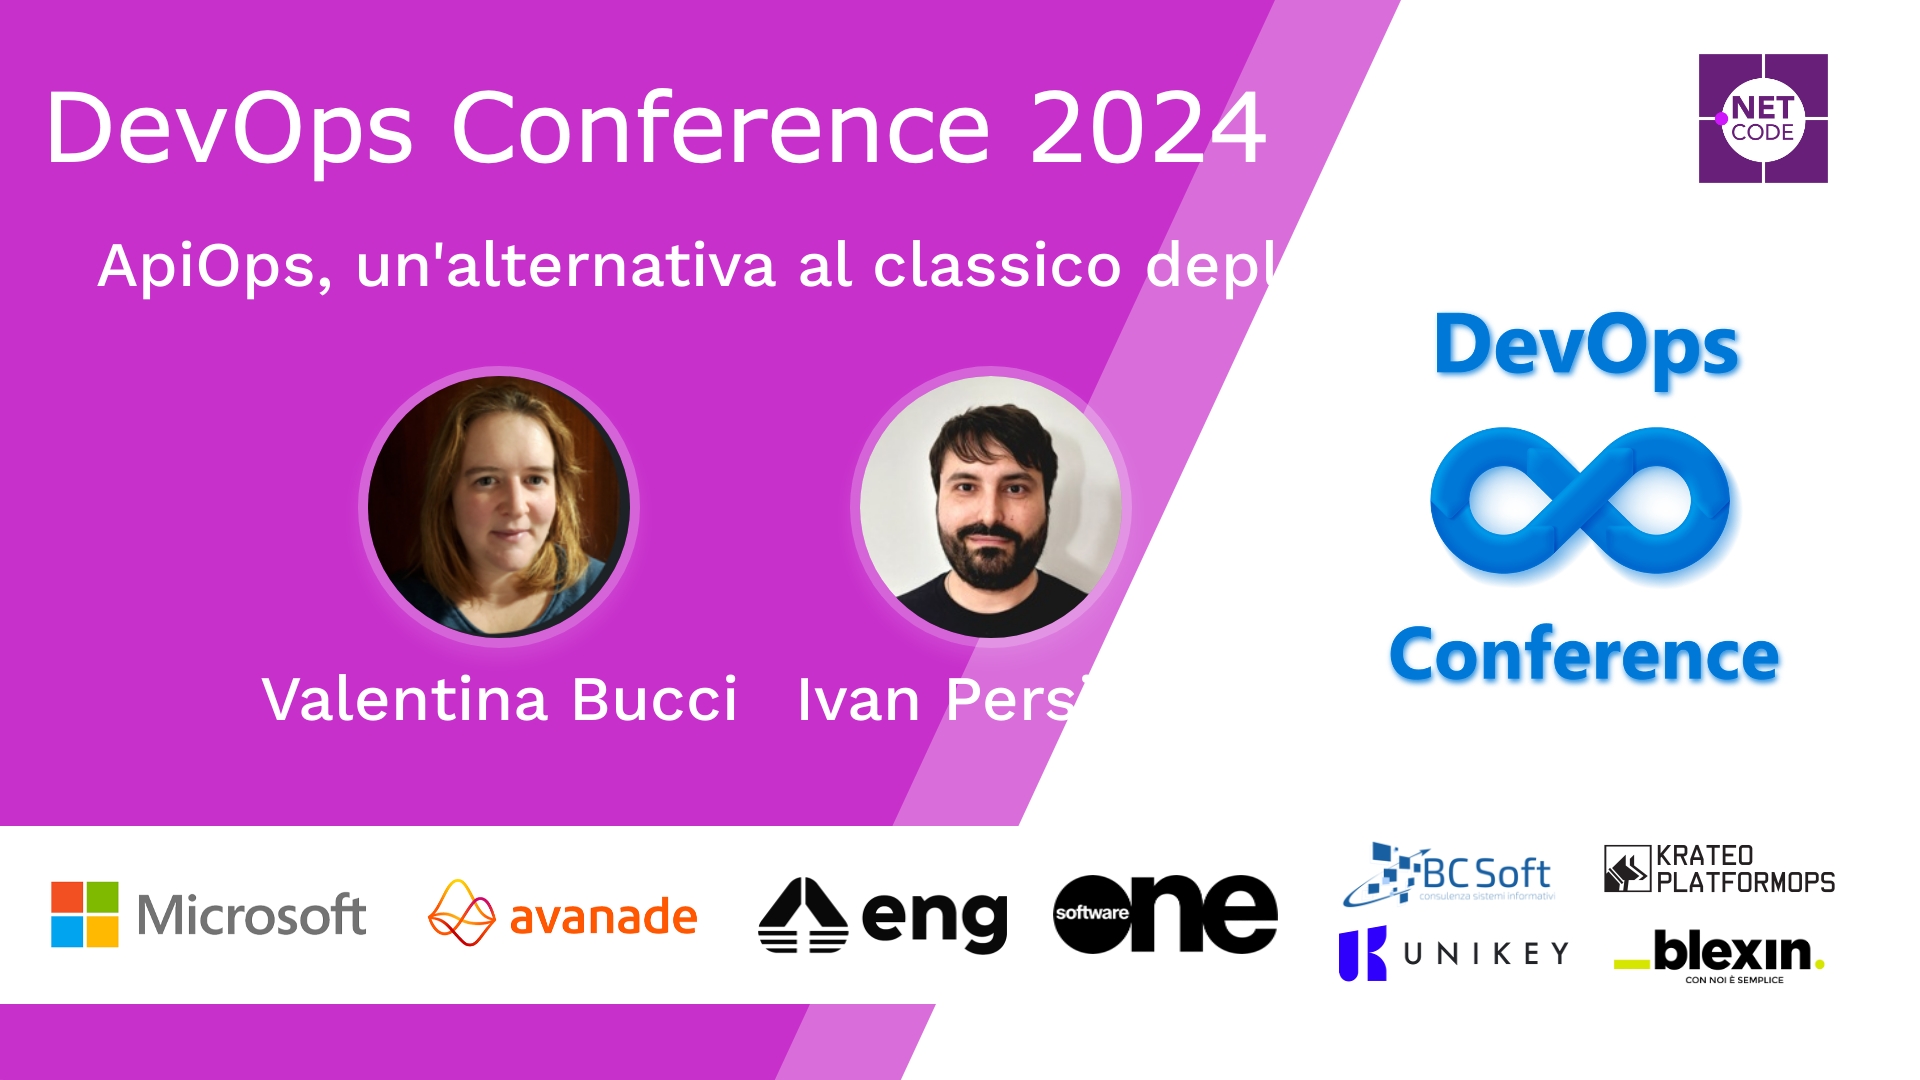 DevOps Conference 2024
ApiOps, un'alternativa al classico depl
Valentina Bucci
Ivan Persi
.NET
CODE
DevOps
Conference
Microsoft
avanade
eng
software
one
BC Soft
consulenza sistemi informativi
KRATEO
PLATFORMOPS
UNIKEY
blexin.
CON NOI È SEMPLICE